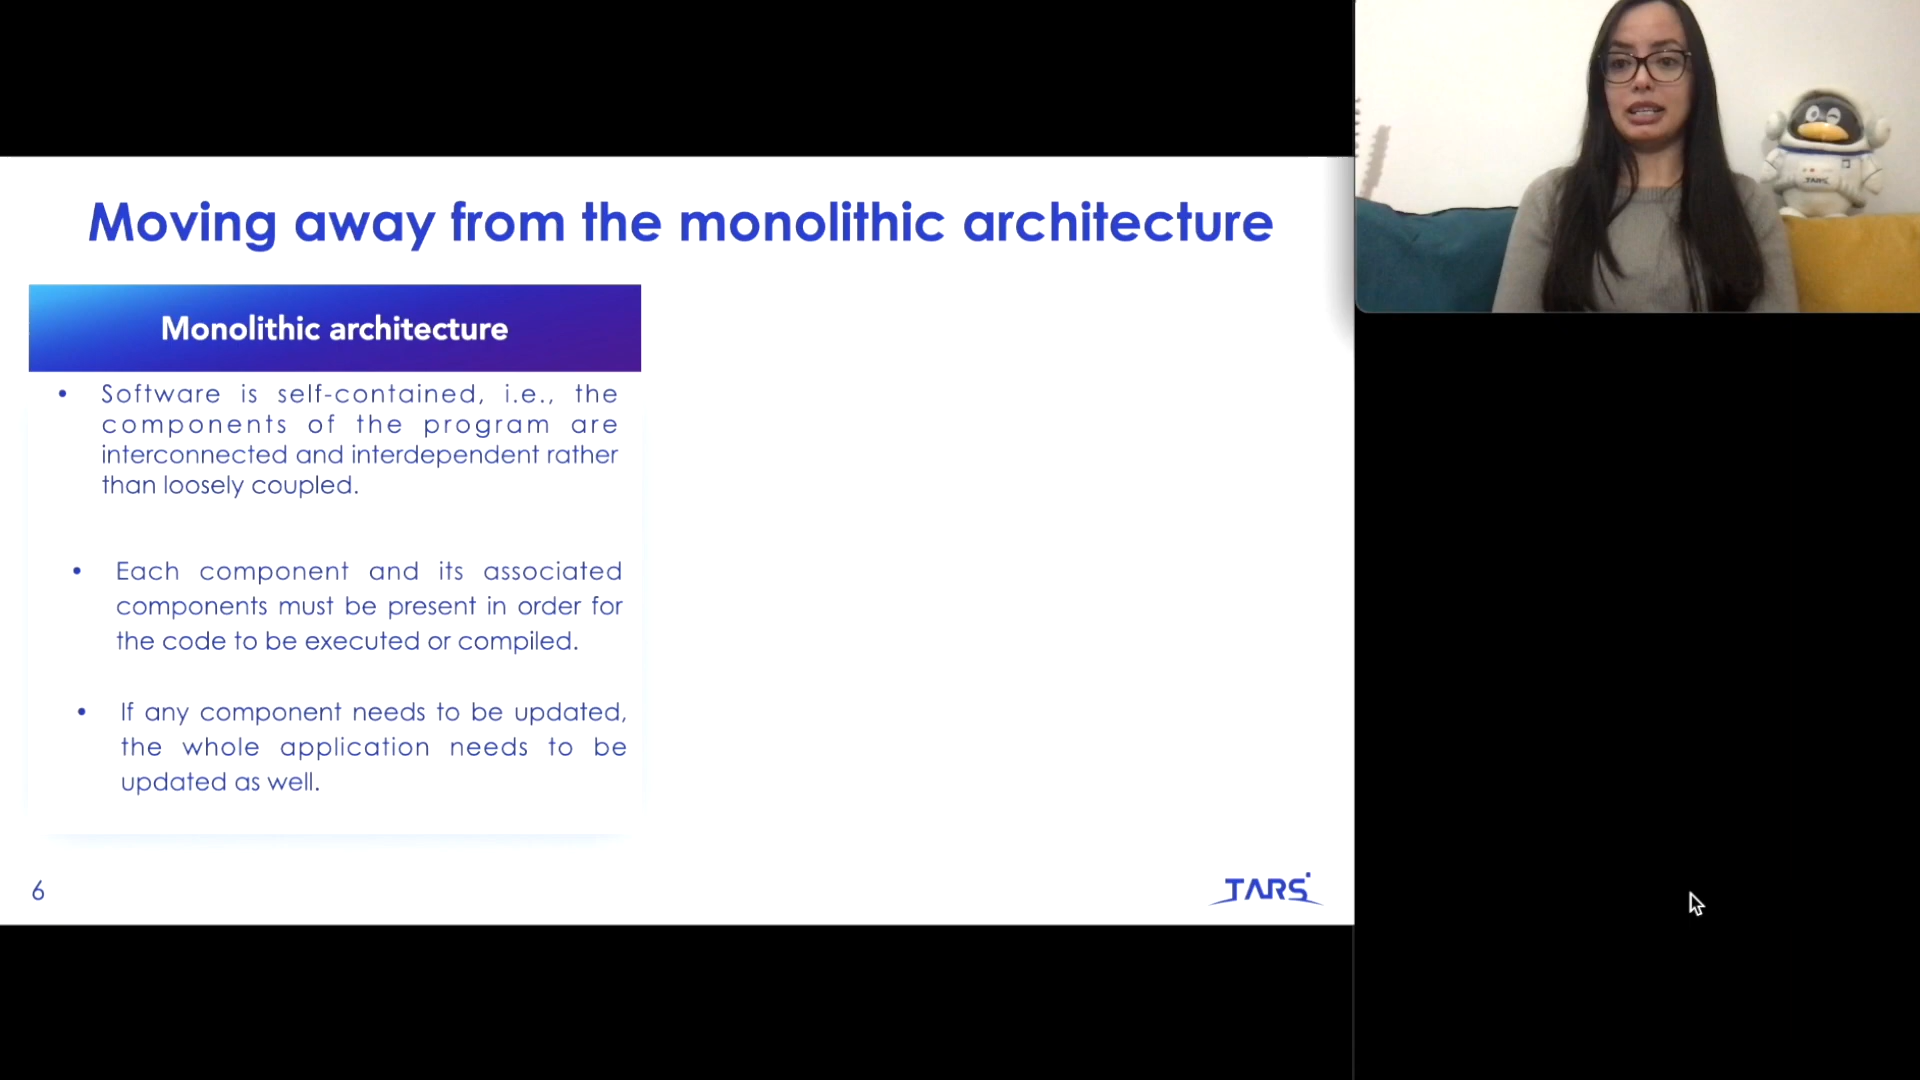 Moving away from the monolithic architecture
Monolithic architecture
• Software is self-contained, i.e., the
components of the program are
interconnected and interdependent rather
than loosely coupled.
• Each component and its associated
components must be present in order for
the code to be executed or compiled.
• If any component needs to be updated,
the whole application needs to be
updated as well.
6
TARS
TARS